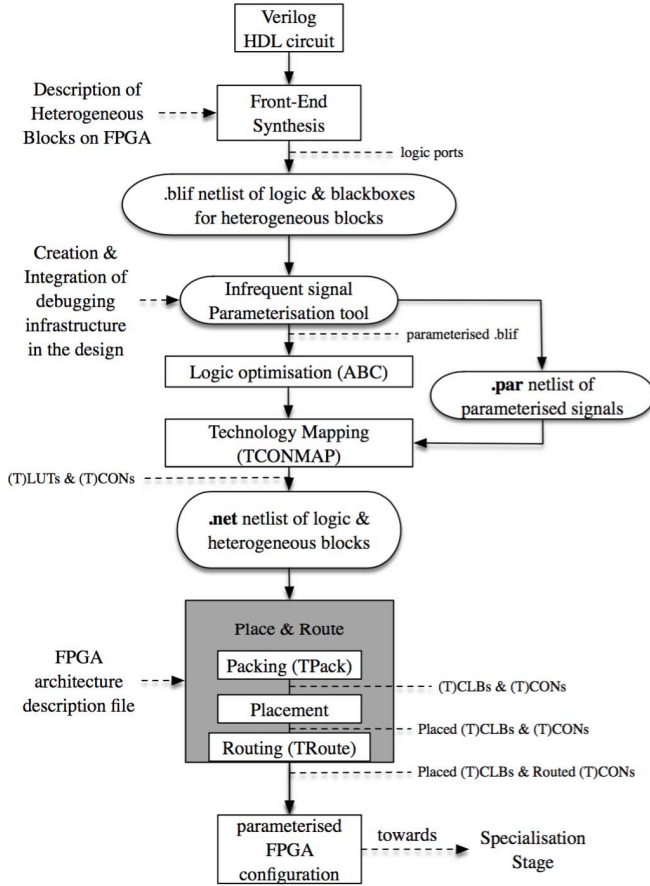 Verilog
HDL circuit
Description of
Heterogeneous
Blocks on FPGA
Front-End
Synthesis
logic ports
.blif netlist of logic & blackboxes
for heterogeneous blocks
Creation &
Integration of
debugging
infrastructure
in the design
Infrequent signal
Parameterisation tool
parameterised .blif
Logic optimisation (ABC)
.par netlist of
parameterised signals
Technology Mapping
(TCONMAP)
(T)LUTs & (T)CONs
.net netlist of logic &
heterogeneous blocks
Place & Route
FPGA
architecture
description file
Packing (TPack)
(T)CLBs & (T)CONs
Placement
Placed (T)CLBs & (T)CONs
Routing (TRoute)
Placed (T)CLBs & Routed (T)CONs
parameterised
FPGA
configuration
towards
Specialisation
Stage